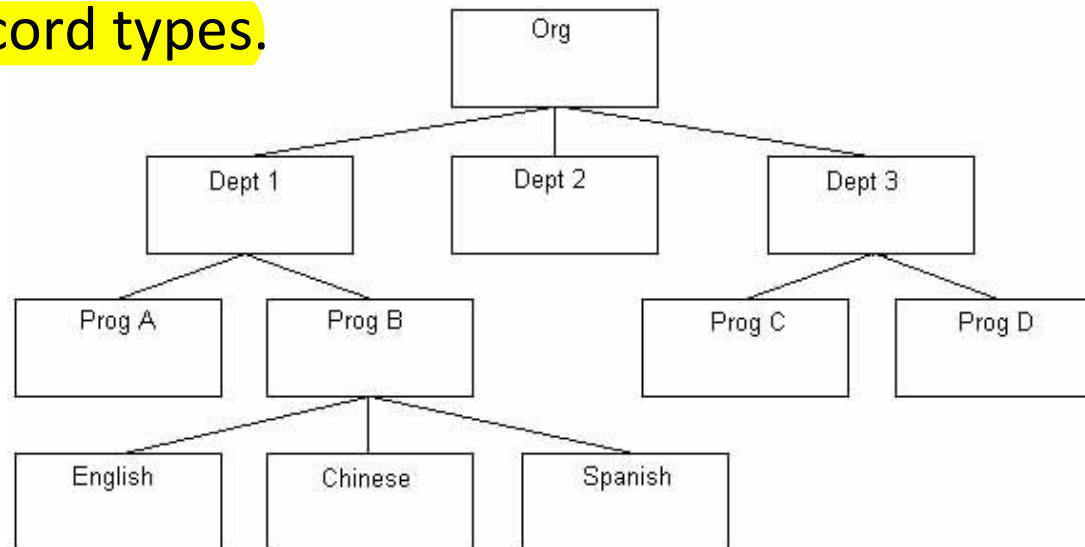 cord types.
Org
Dept 1 Dept 2 Dept 3
Prog A Prog B Prog C Prog D
English Chinese Spanish